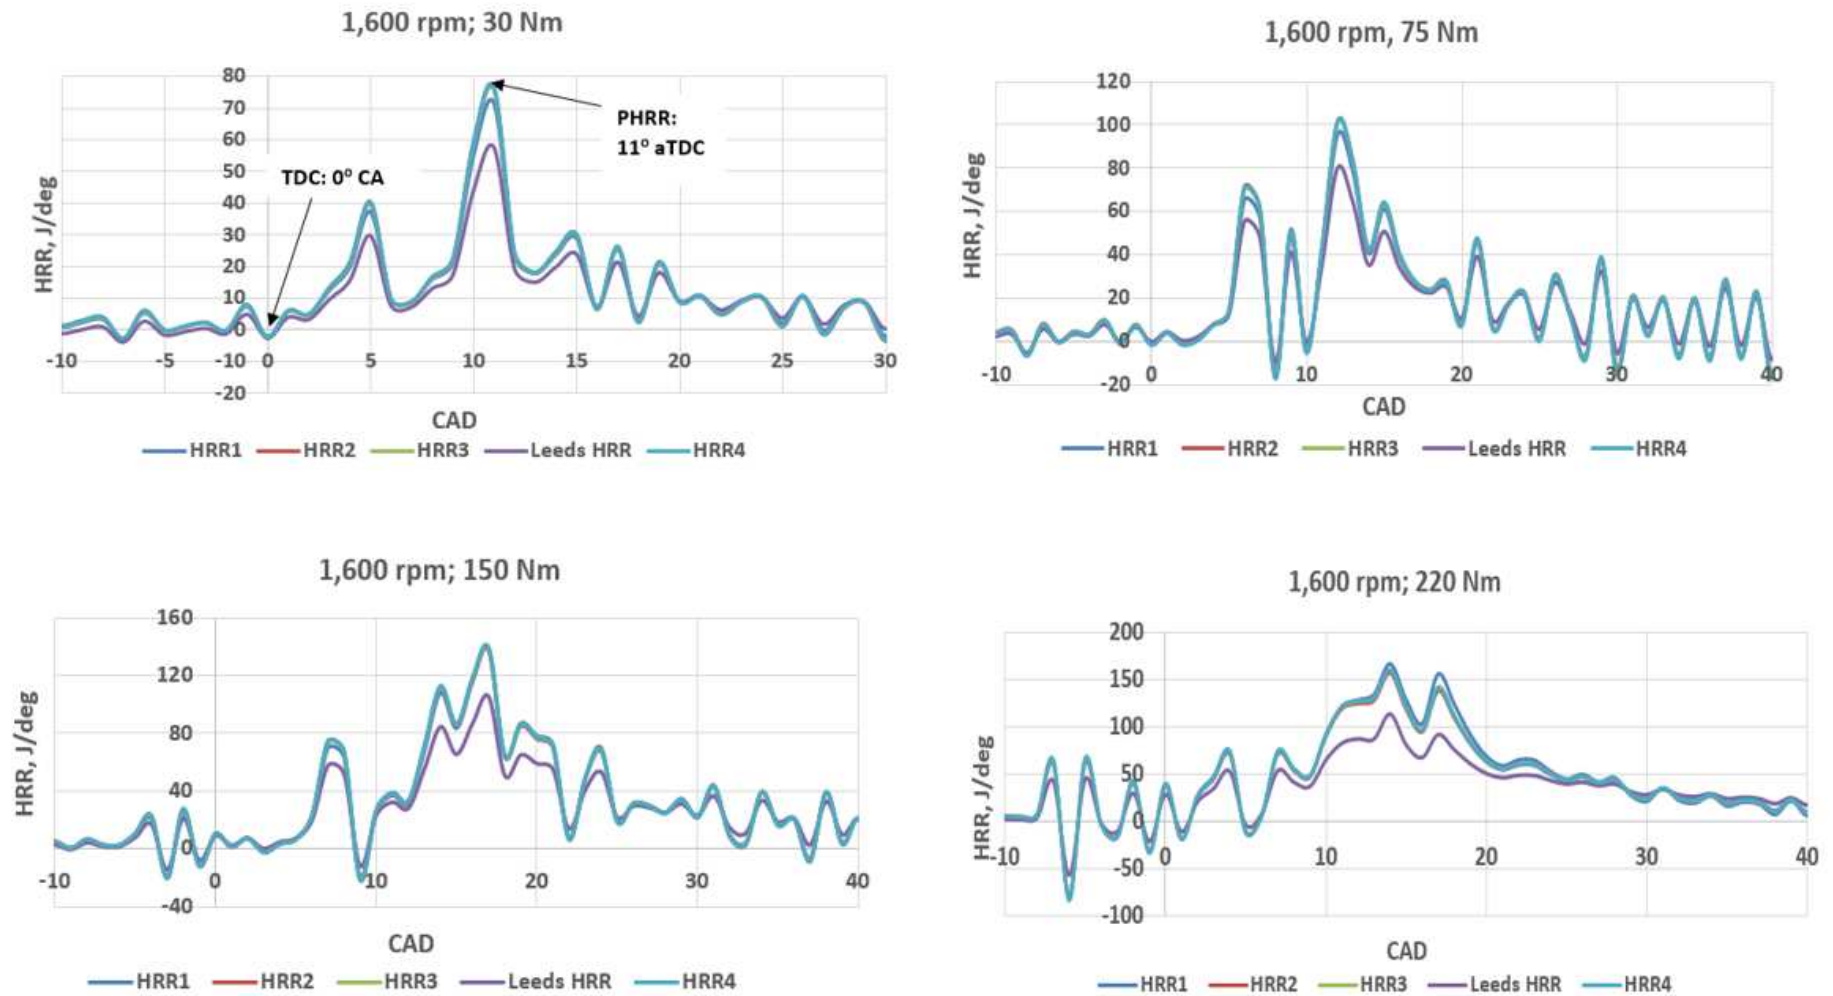 1,600 rpm; 30 Nm
80
70
60
50
40
30
20
10
0
-10
-20
-10 -5 0 5 10 15 20 25 30
HRR, J/deg
TDC: 0° CA
PHRR:
11° aTDC
CAD
HRR1 HRR2 HRR3 Leeds HRR HRR4
1,600 rpm, 75 Nm
120
100
80
60
40
20
0
-20
-10 0 10 20 30 40
HRR, J/deg
CAD
HRR1 HRR2 HRR3 Leeds HRR HRR4
1,600 rpm; 150 Nm
160
120
80
40
0
-40
-10 0 10 20 30 40
HRR, J/deg
CAD
HRR1 HRR2 HRR3 Leeds HRR HRR4
1,600 rpm; 220 Nm
200
150
100
50
0
-50
-100
-10 0 10 20 30 40
HRR, J/deg
CAD
HRR1 HRR2 HRR3 Leeds HRR HRR4